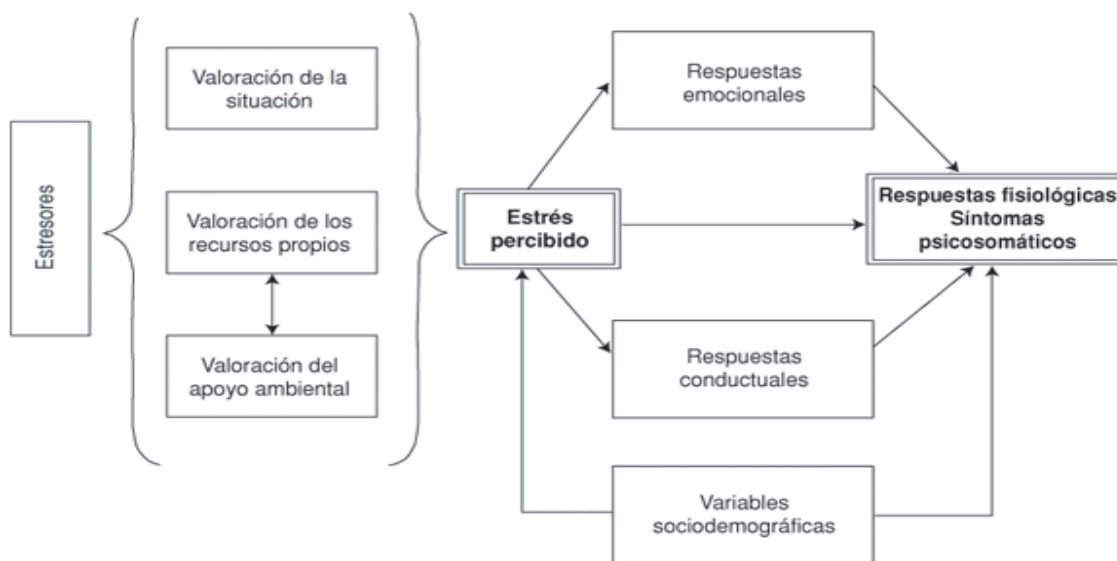 Estresores
Valoración de la
situación
Valoración de los
recursos propios
Valoración del
apoyo ambiental
Estrés
percibido
Respuestas
emocionales
Respuestas
conductuales
Variables
sociodemográficas
Respuestas fisiológicas
Síntomas
psicosomáticos